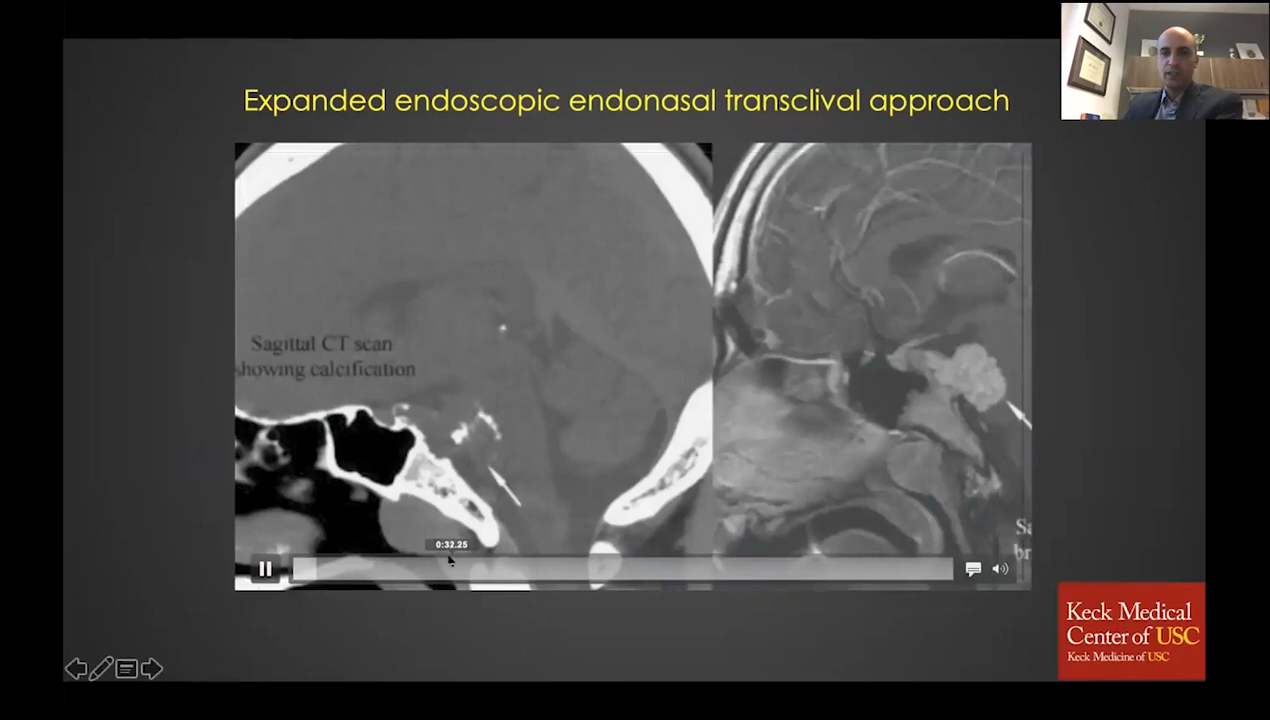 Expanded endoscopic endonasal transclival approach
Sagittal CT scan
showing calcification
0:32.25
Keck Medical
Center of USC
Keck Medicine of USC